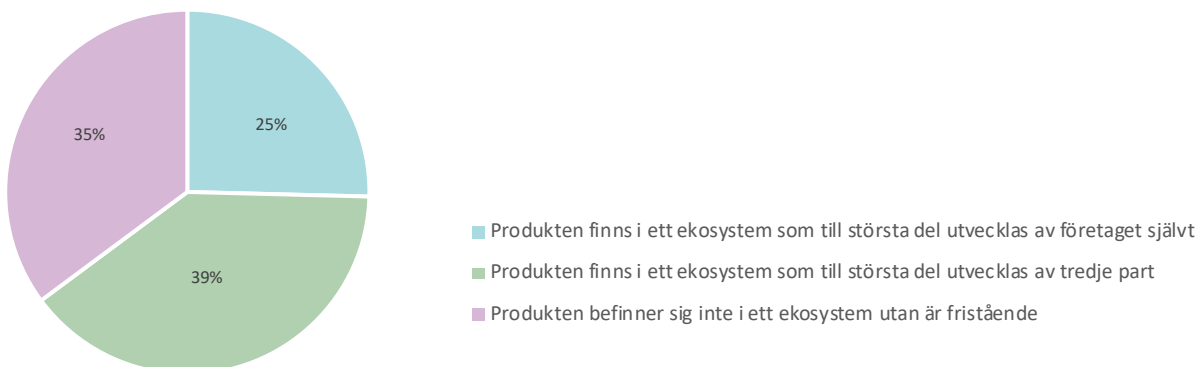 25%
35%
39%
Produkten finns i ett ekosystem som till största del utvecklas av företaget självt
Produkten finns i ett ekosystem som till största del utvecklas av tredje part
Produkten befinner sig inte i ett ekosystem utan är fristående